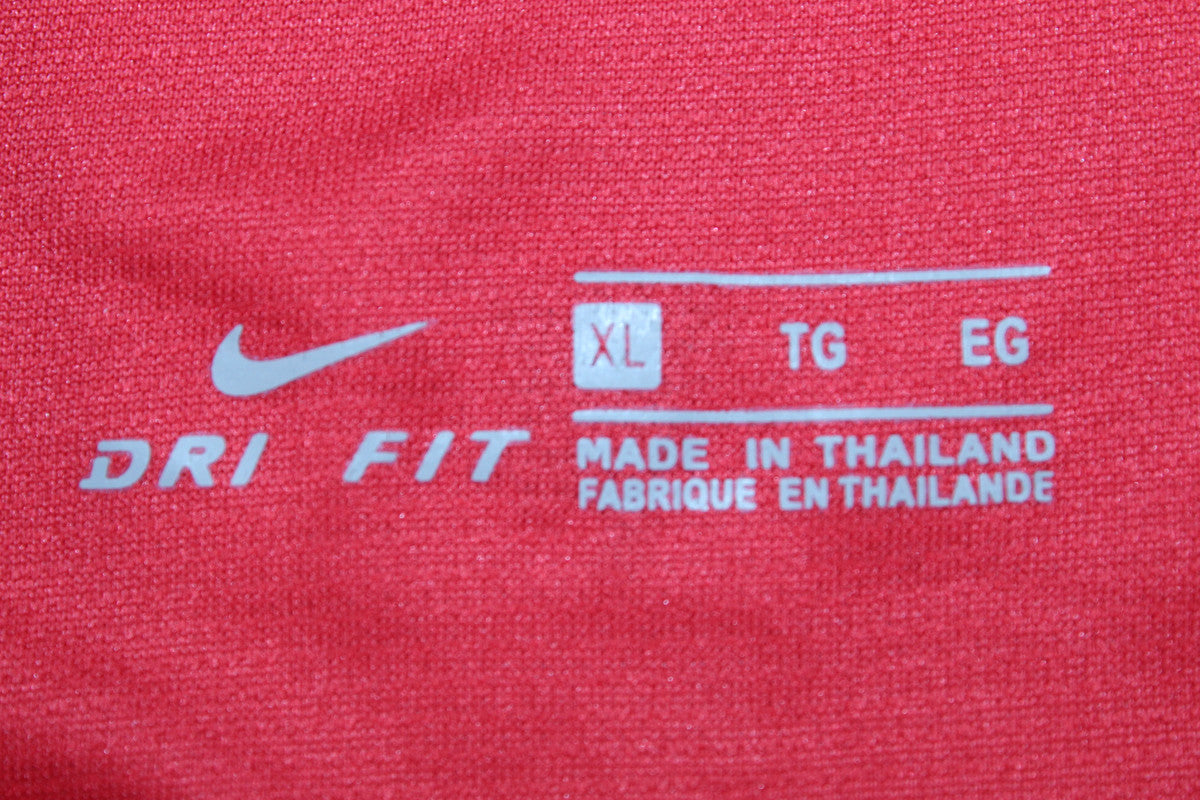 DRI FIT
XL TG EG
MADE IN THAILAND
FABRIQUE EN THAILANDE